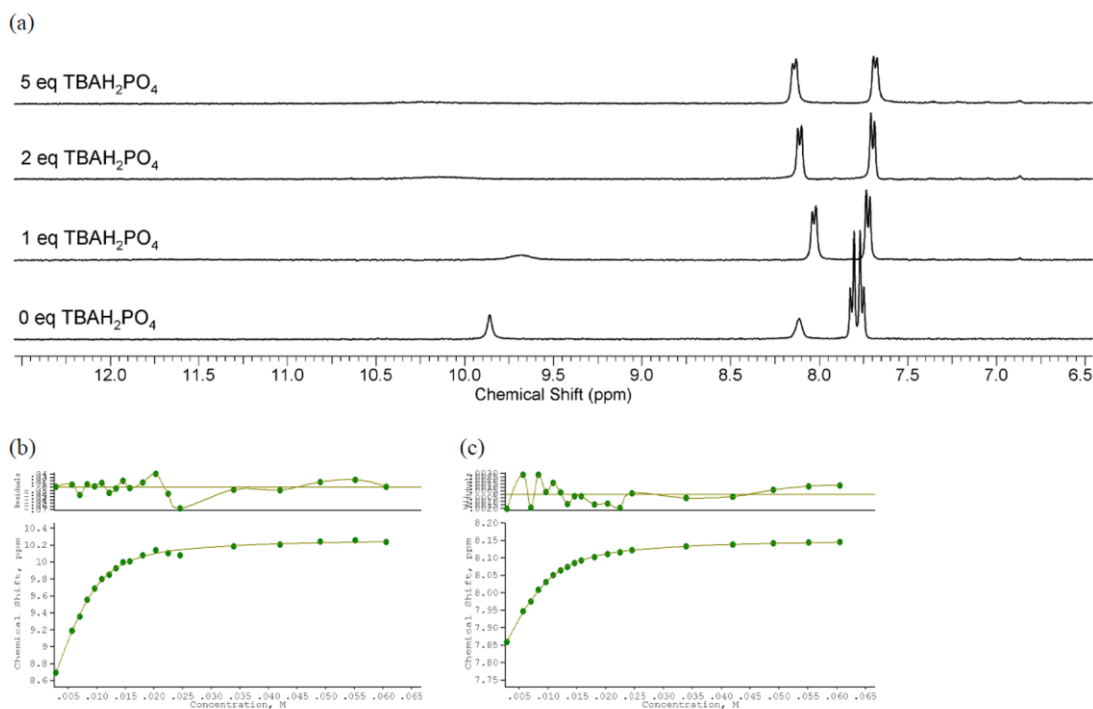 (a)
5 eq TBAH₂PO₄
2 eq TBAH₂PO₄
1 eq TBAH₂PO₄
0 eq TBAH₂PO₄
12.0 11.5 11.0 10.5 10.0 9.5 9.0 8.5 8.0 7.5 7.0 6.5
Chemical Shift (ppm)
(b)
Residuals
10.4
10.2
10
9.8
9.6
9.4
9.2
9
8.8
8.6
Chemical Shift, ppm
.005 .010 .015 .020 .025 .030 .035 .040 .045 .050 .055 .060 .065
Concentration, M
(c)
8.20
8.15
8.10
8.05
8.00
7.95
7.90
7.85
7.80
7.75
Chemical Shift, ppm
.005 .010 .015 .020 .025 .030 .035 .040 .045 .050 .055 .060 .065
Concentration, M